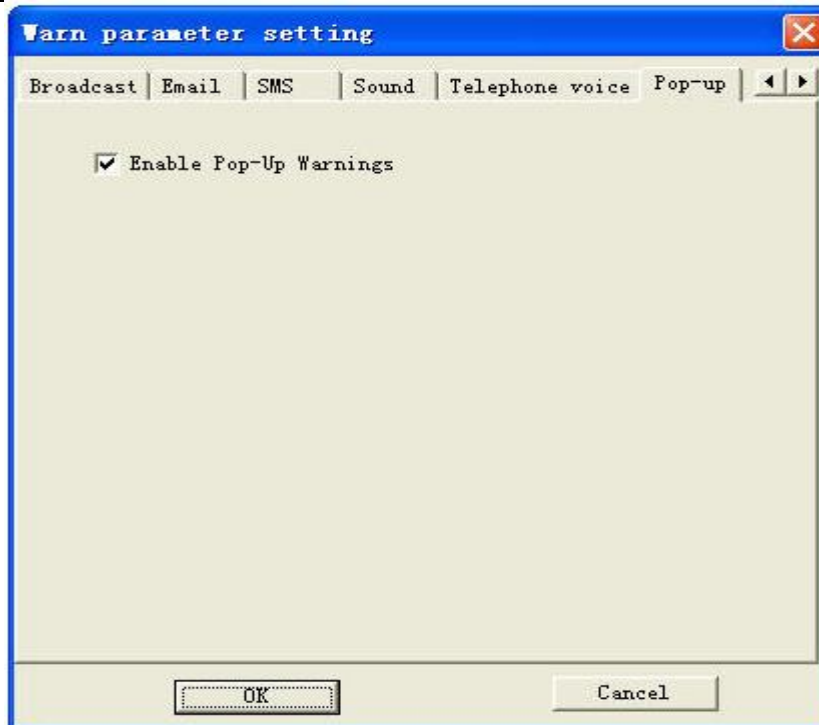 Warn parameter setting
Broadcast Email SMS Sound Telephone voice Pop-up
Enable Pop-Up Warnings
OK Cancel